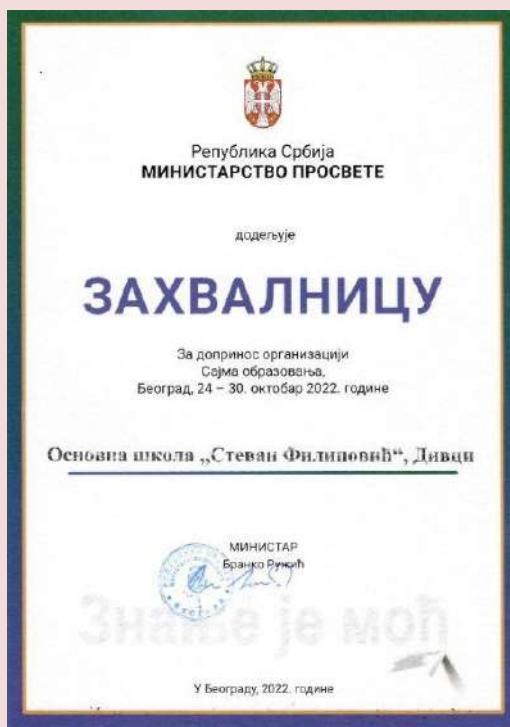 Република Србија
МИНИСТАРСТВО ПРОСВЕТЕ
додељује
ЗАХВАЛНИЦУ
За допринос организацији
Сајма образовања,
Београд, 24 – 30. октобар 2022. године
Основна школа „Стеван Филиповић“, Дивци
МИНИСТАР
Бранко Ружић
Знање је моћ
У Београду, 2022. године